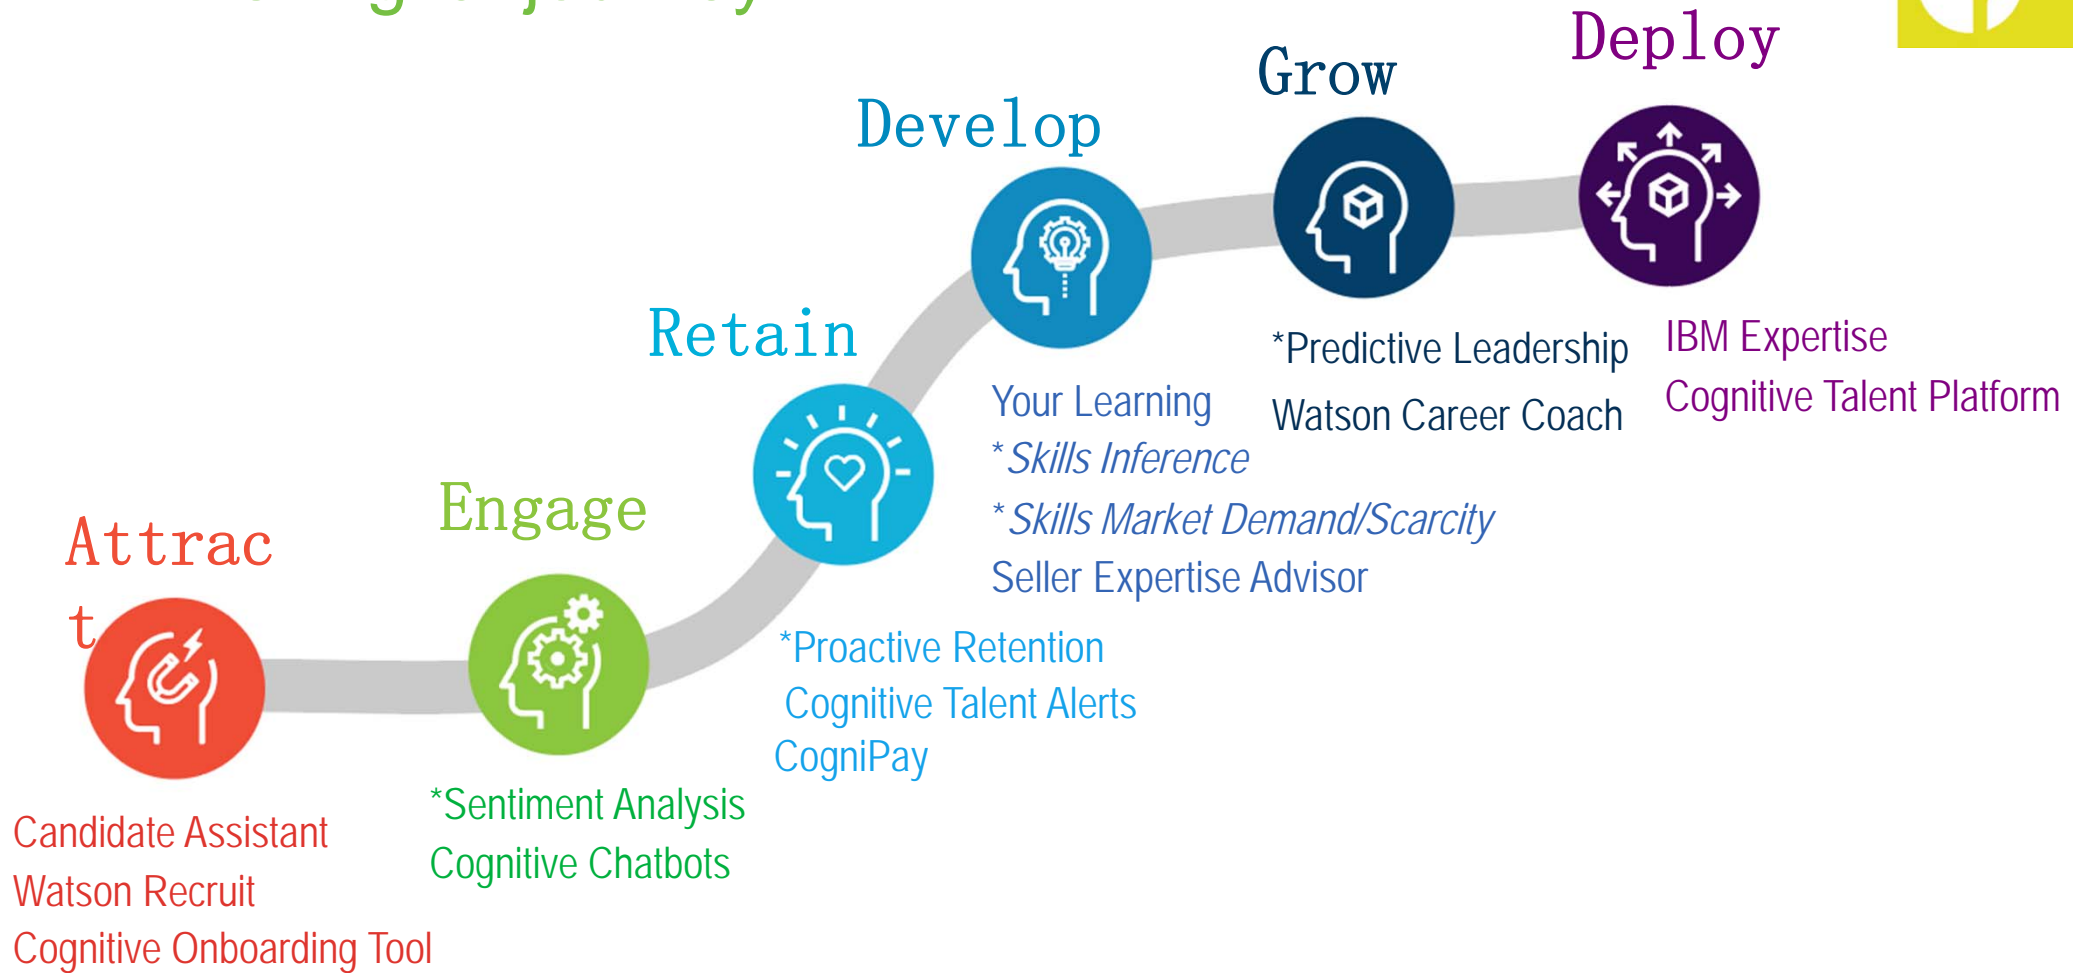 Deploy
Grow
Develop
Retain
Engage
Attrac
t
IBM Expertise
Cognitive Talent Platform
*Predictive Leadership
Watson Career Coach
Your Learning
*Skills Inference
*Skills Market Demand/Scarcity
Seller Expertise Advisor
*Proactive Retention
Cognitive Talent Alerts
CogniPay
*Sentiment Analysis
Cognitive Chatbots
Candidate Assistant
Watson Recruit
Cognitive Onboarding Tool